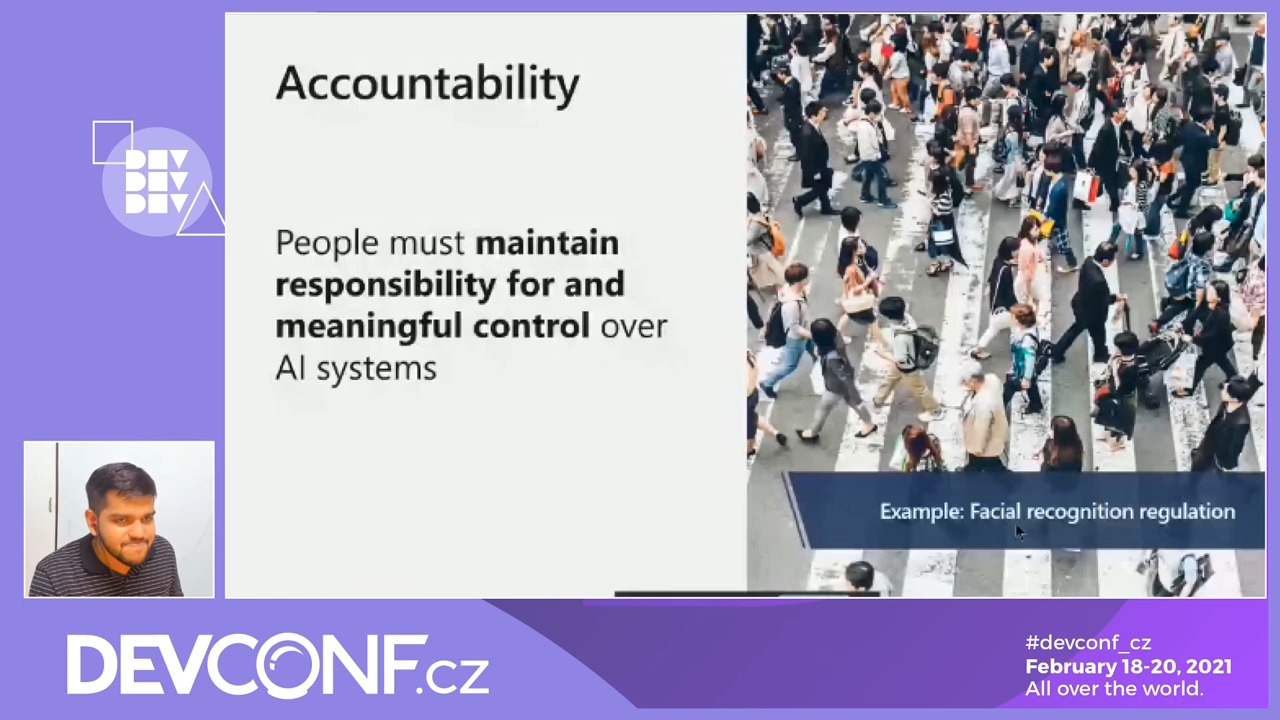 Accountability
People must maintain
responsibility for and
meaningful control over
AI systems
Example: Facial recognition regulation
DEV
DEV
DEV
DEVCONF.cz
#devconf_cz
February 18-20, 2021
All over the world.